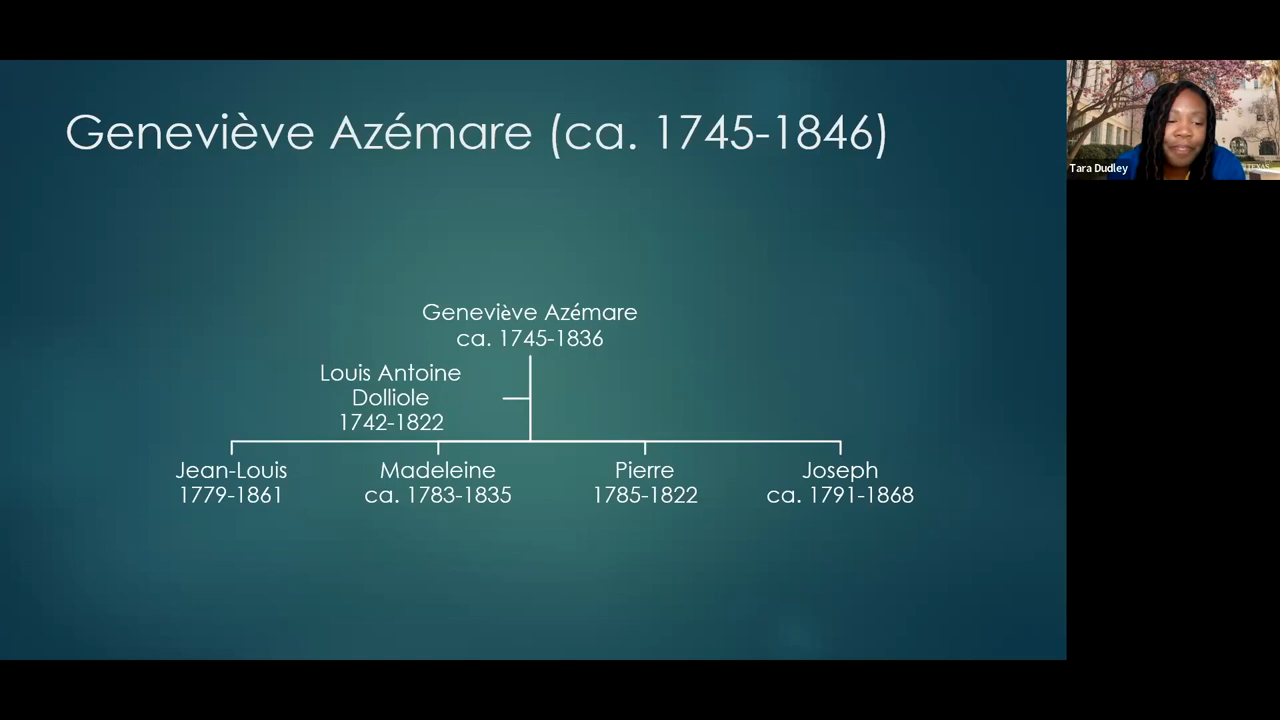 Geneviève Azémare (ca. 1745-1846)
Tara Dudley
Geneviève Azémare
ca. 1745-1836
Louis Antoine
Dolliole
1742-1822
Jean-Louis
1779-1861
Madeleine
ca. 1783-1835
Pierre
1785-1822
Joseph
ca. 1791-1868